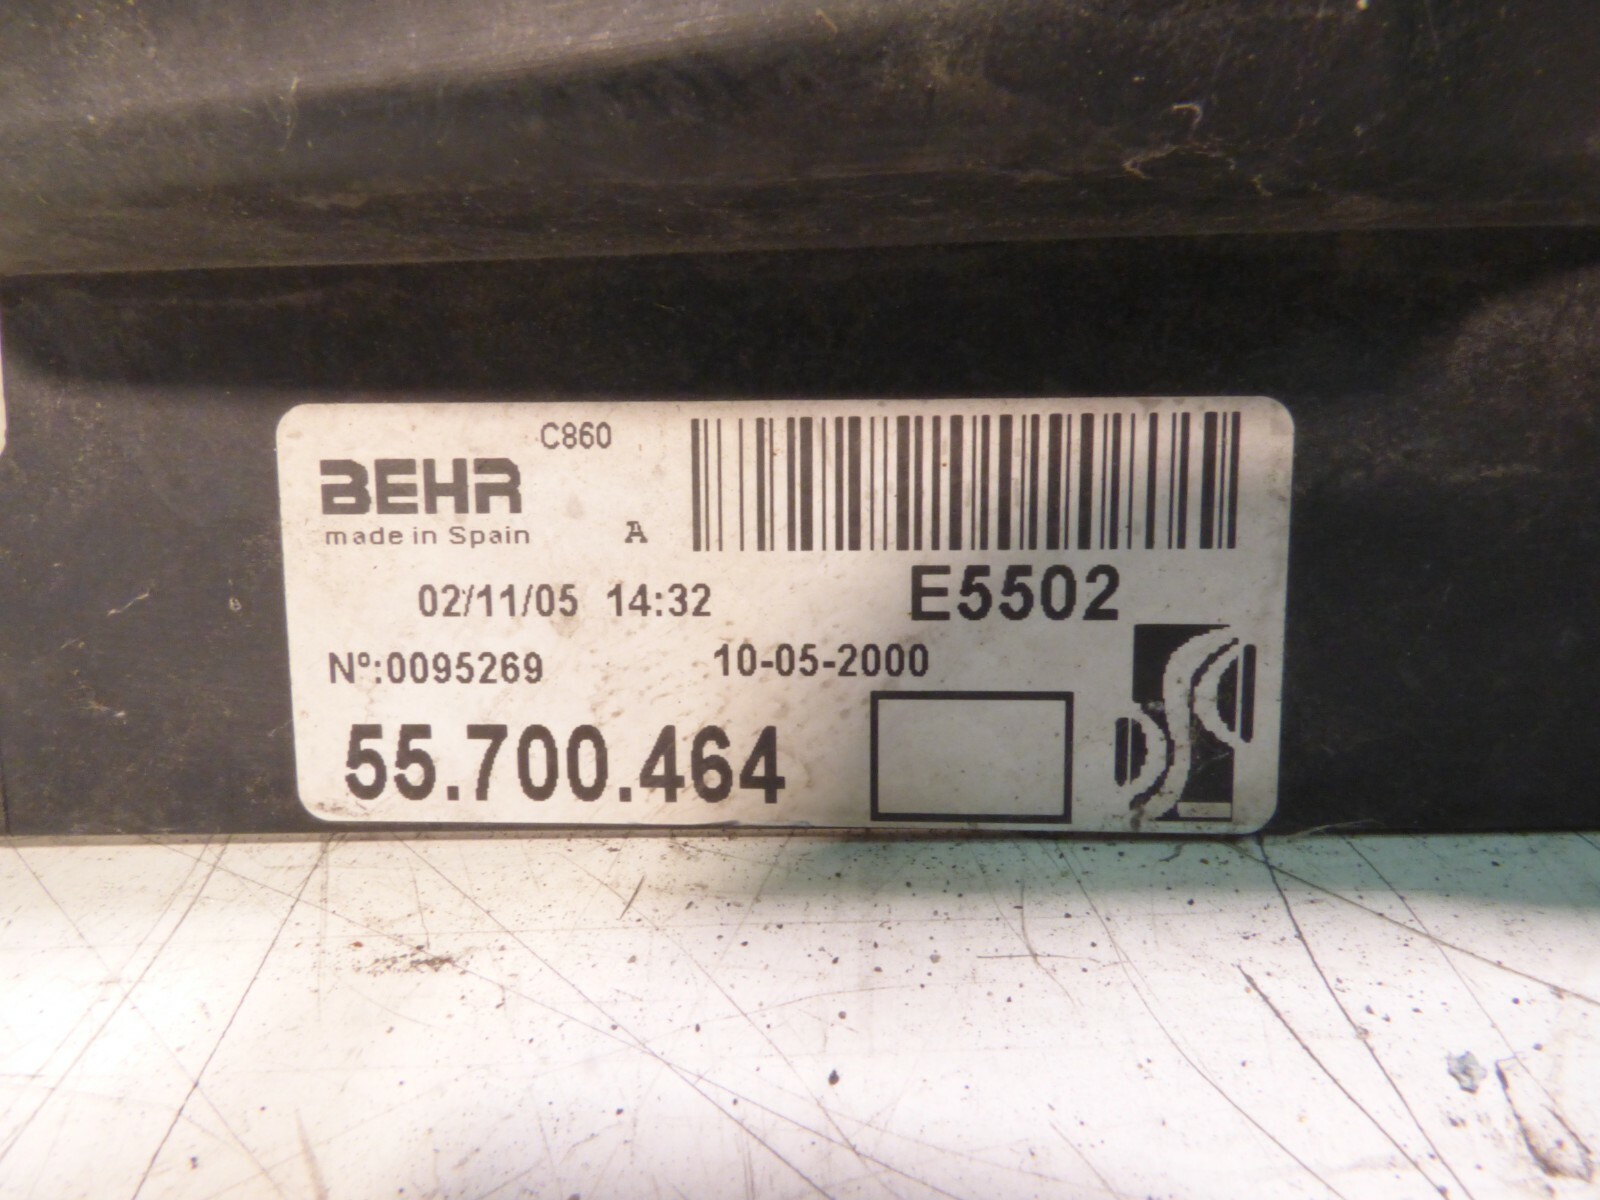 C860
BEHR
made in Spain
A
02/11/05 14:32
E5502
Nº:0095269
10-05-2000
55.700.464